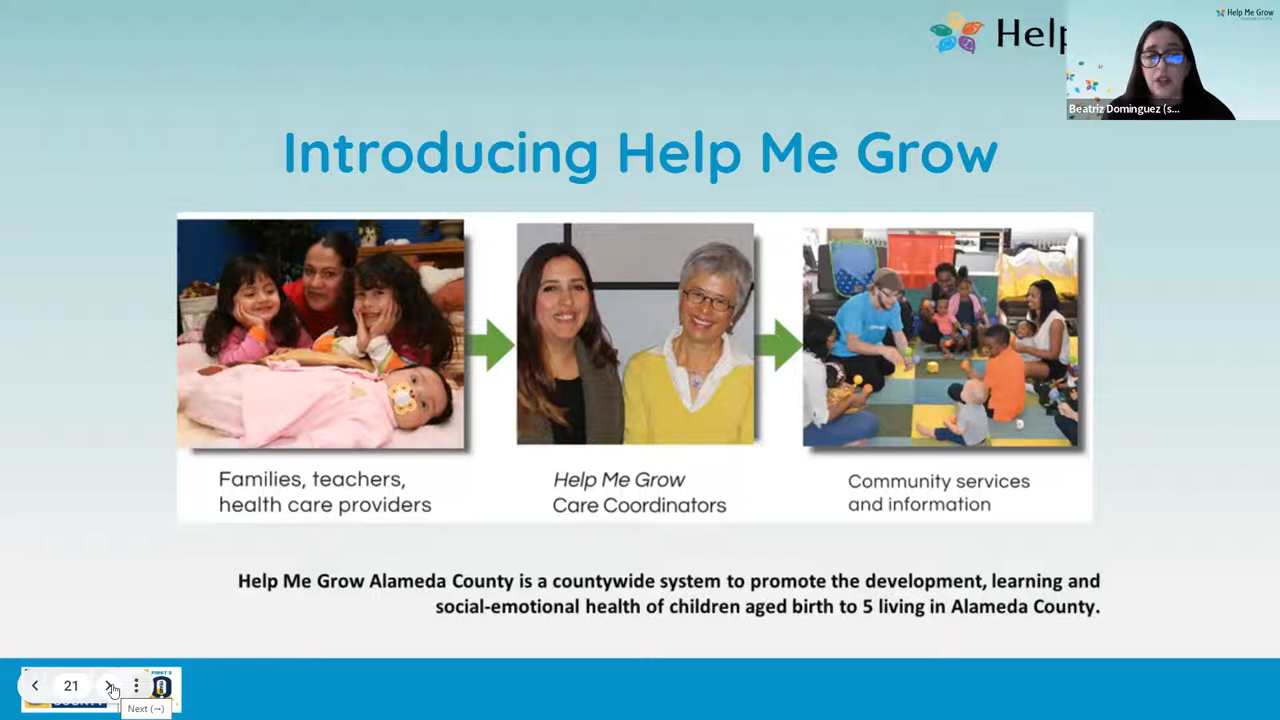 Help
Help Me Grow
Beatriz Dominguez (s...
Introducing Help Me Grow
Families, teachers,
health care providers
Help Me Grow
Care Coordinators
Community services
and information
Help Me Grow Alameda County is a countywide system to promote the development, learning and
social-emotional health of children aged birth to 5 living in Alameda County.
21
FIRST 5
Next (→)